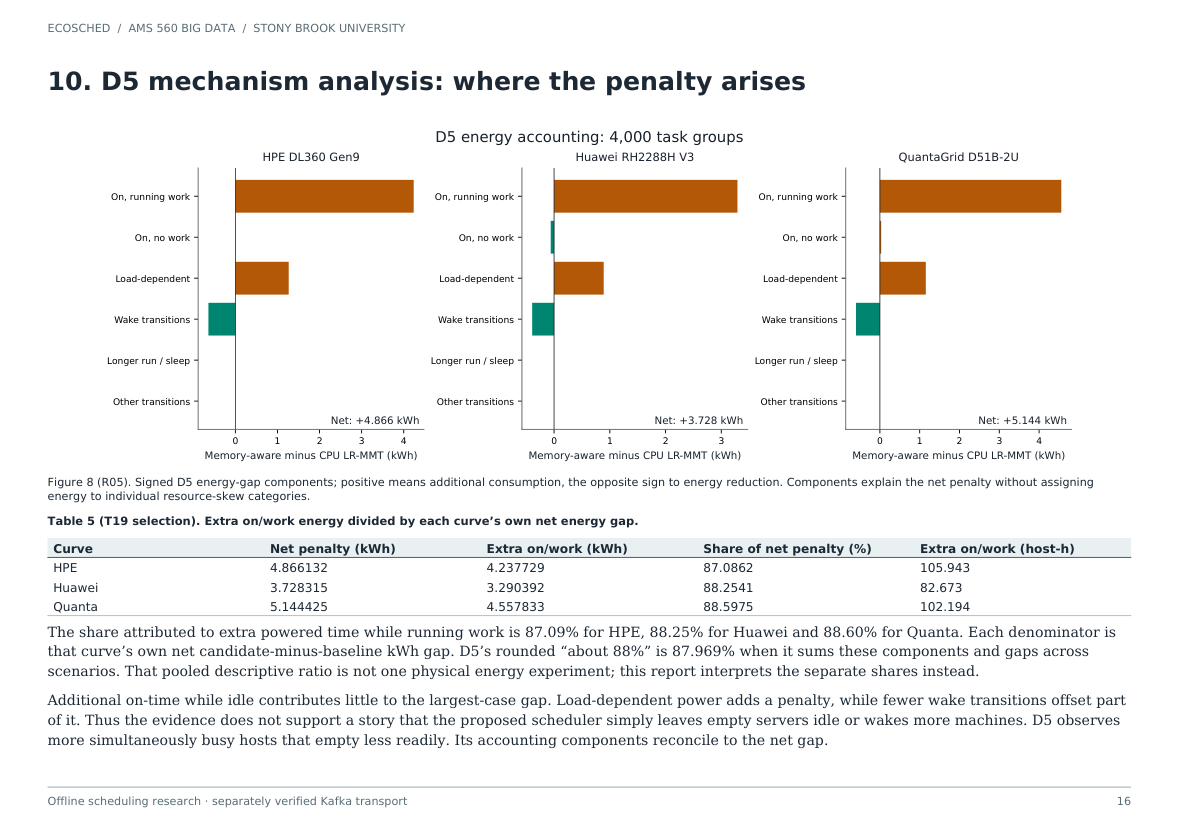 ECOSCHED / AMS 560 BIG DATA / STONY BROOK UNIVERSITY
10. D5 mechanism analysis: where the penalty arises
D5 energy accounting: 4,000 task groups
HPE DL360 Gen9
On, running work
On, no work
Load-dependent
Wake transitions
Longer run / sleep
Other transitions
Net: +4.866 kWh
0 1 2 3 4
Memory-aware minus CPU LR-MMT (kWh)
Huawei RH2288H V3
On, running work
On, no work
Load-dependent
Wake transitions
Longer run / sleep
Other transitions
Net: +3.728 kWh
0 1 2 3
Memory-aware minus CPU LR-MMT (kWh)
QuantaGrid D51B-2U
On, running work
On, no work
Load-dependent
Wake transitions
Longer run / sleep
Other transitions
Net: +5.144 kWh
0 1 2 3 4
Memory-aware minus CPU LR-MMT (kWh)
Figure 8 (R05). Signed D5 energy-gap components; positive means additional consumption, the opposite sign to energy reduction. Components explain the net penalty without assigning
energy to individual resource-skew categories.
Table 5 (T19 selection). Extra on/work energy divided by each curve’s own net energy gap.
Curve Net penalty (kWh) Extra on/work (kWh) Share of net penalty (%) Extra on/work (host-h)
HPE 4.866132 4.237729 87.0862 105.943
Huawei 3.728315 3.290392 88.2541 82.673
Quanta 5.144425 4.557833 88.5975 102.194
The share attributed to extra powered time while running work is 87.09% for HPE, 88.25% for Huawei and 88.60% for Quanta. Each denominator is
that curve’s own net candidate-minus-baseline kWh gap. D5’s rounded “about 88%” is 87.969% when it sums these components and gaps across
scenarios. That pooled descriptive ratio is not one physical energy experiment; this report interprets the separate shares instead.
Additional on-time while idle contributes little to the largest-case gap. Load-dependent power adds a penalty, while fewer wake transitions offset part
of it. Thus the evidence does not support a story that the proposed scheduler simply leaves empty servers idle or wakes more machines. D5 observes
more simultaneously busy hosts that empty less readily. Its accounting components reconcile to the net gap.
Offline scheduling research · separately verified Kafka transport
16